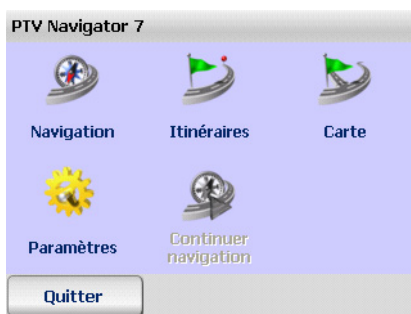 PTV Navigator 7
Navigation
Itinéraires
Carte
Paramètres
Continuer
navigation
Quitter